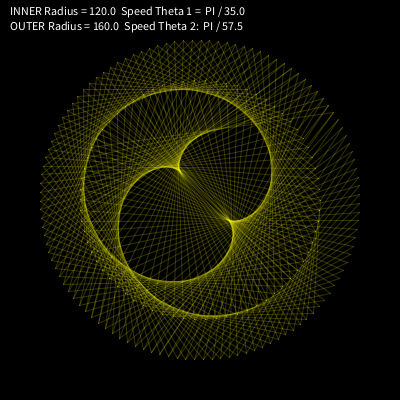 INNER Radius = 120.0  Speed Theta 1 = PI / 35.0
OUTER Radius = 160.0  Speed Theta 2: PI / 57.5